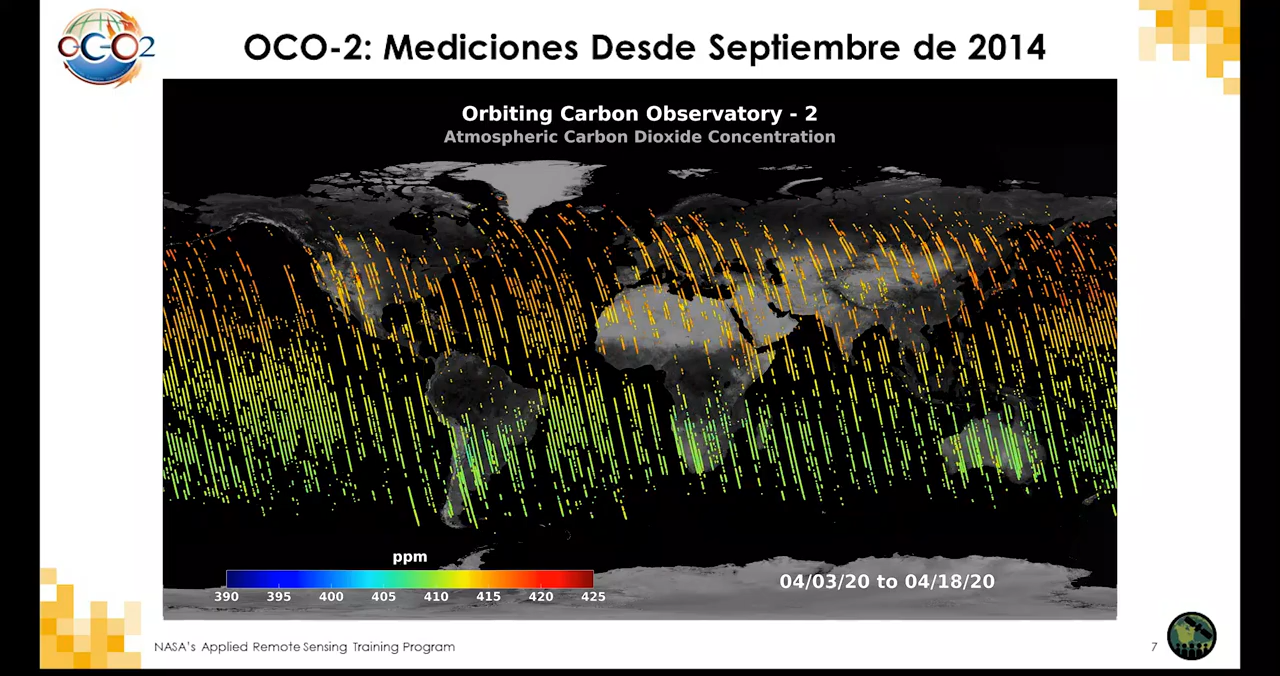 OCO-2
OCO-2: Mediciones Desde Septiembre de 2014
Orbiting Carbon Observatory - 2
Atmospheric Carbon Dioxide Concentration
ppm
390 395 400 405 410 415 420 425
04/03/20 to 04/18/20
NASA's Applied Remote Sensing Training Program
7